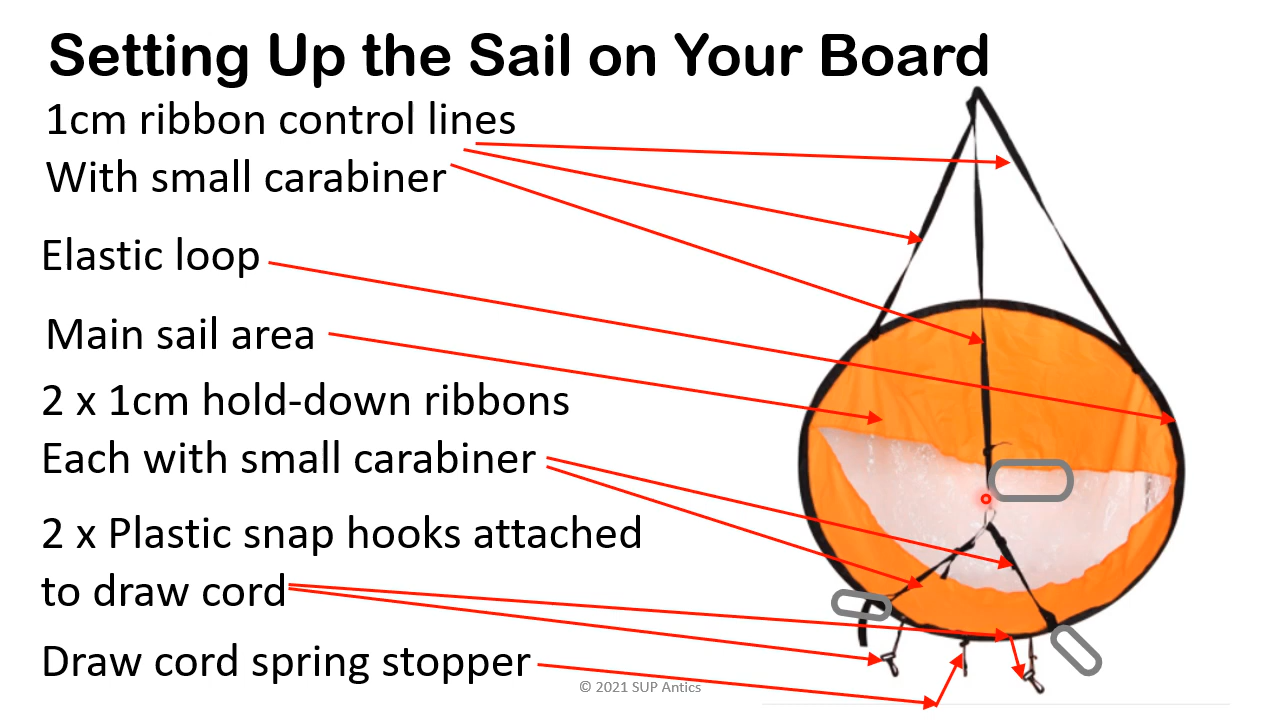 Setting Up the Sail on Your Board
1cm ribbon control lines
With small carabiner
Elastic loop
Main sail area
2 x 1cm hold-down ribbons
Each with small carabiner
2 x Plastic snap hooks attached
to draw cord
Draw cord spring stopper
© 2021 SUP Antics